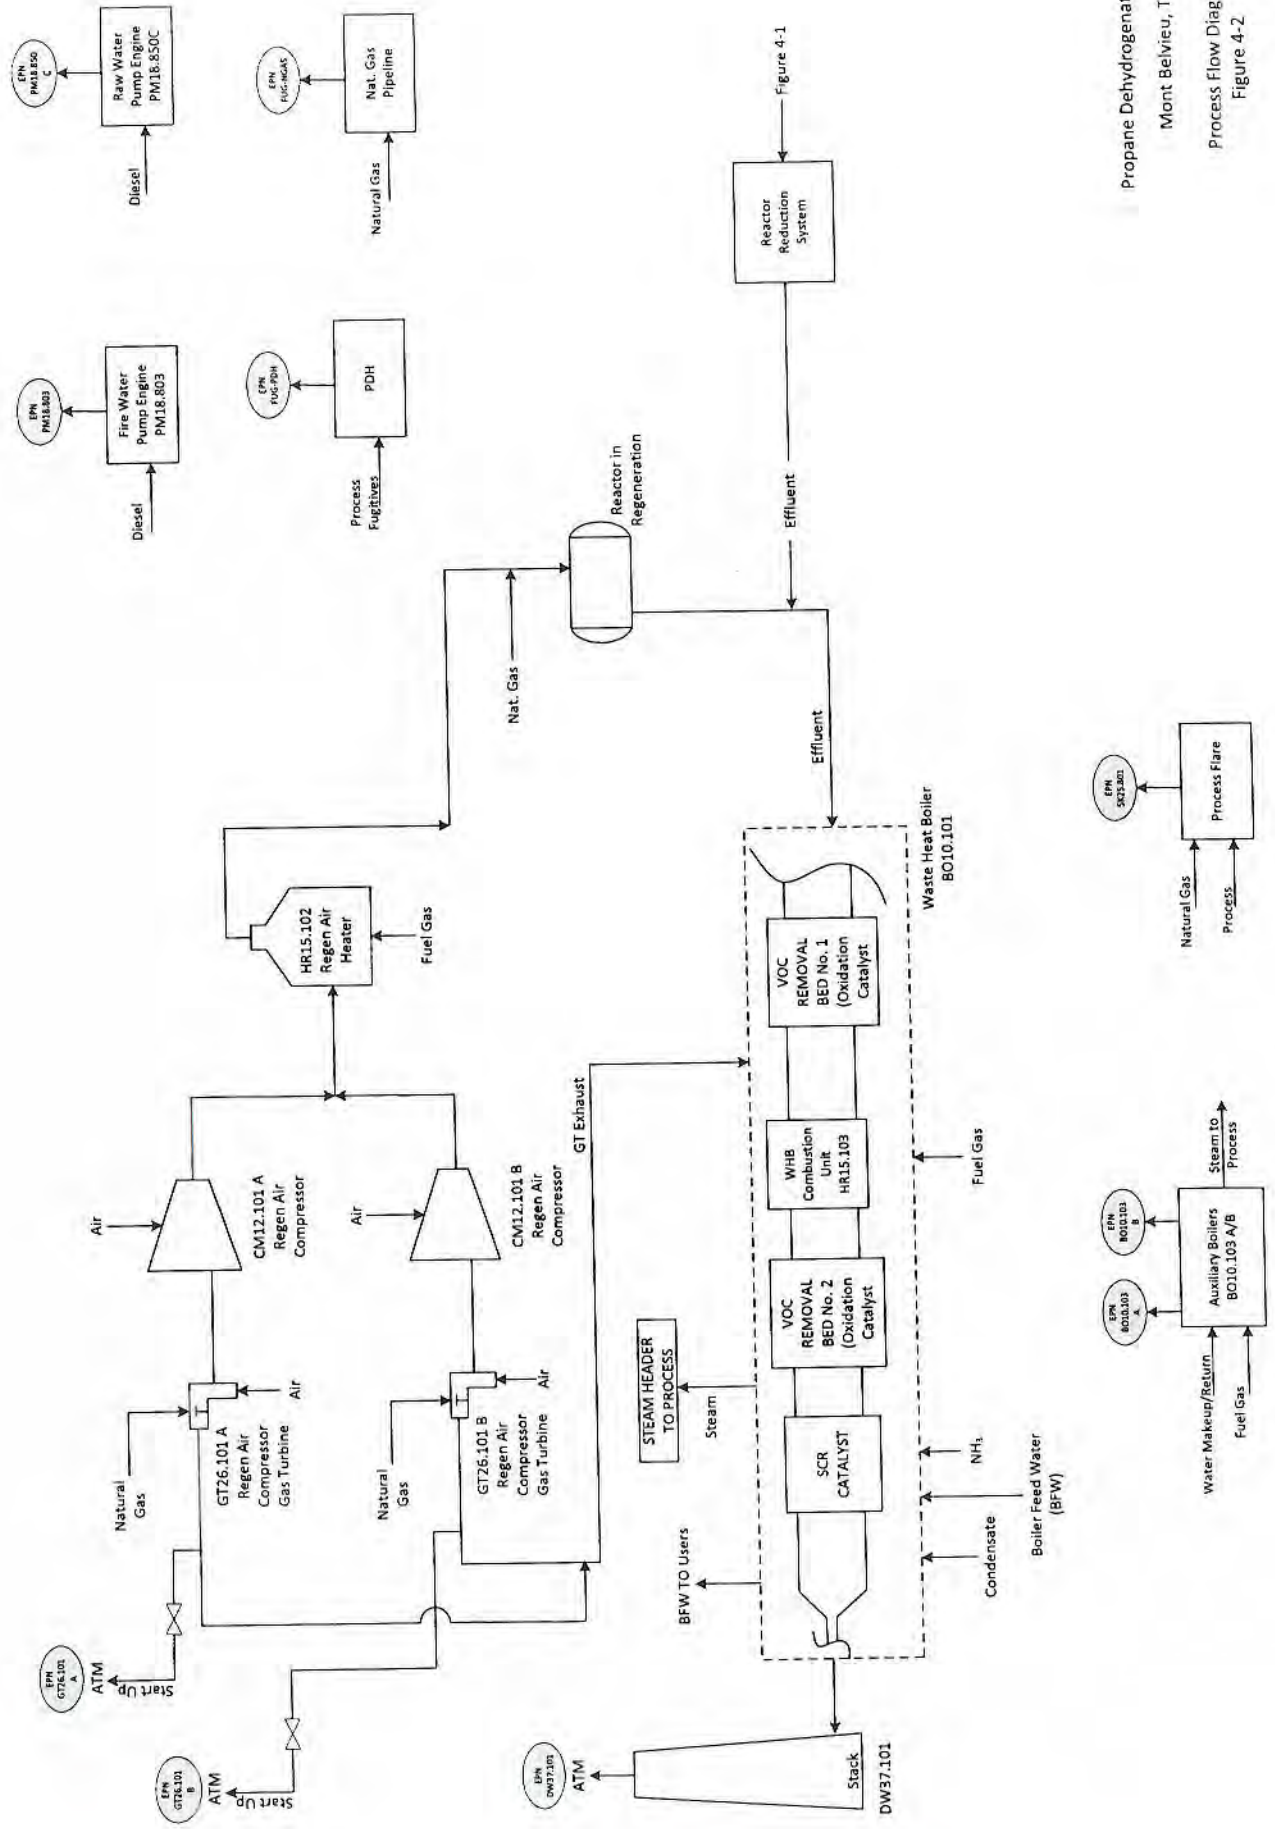 EPN
PM18.850
C
Raw Water
Pump Engine
PM18.850C
Diesel
EPN
FUG-NGAS
Nat. Gas
Pipeline
Natural Gas
EPN
PM18.803
Fire Water
Pump Engine
PM18.803
Diesel
EPN
FUG-PDH
PDH
Process
Fugitives
Figure 4-1
Reactor
Reduction
System
Effluent
Reactor in
Regeneration
Nat. Gas
Effluent
HR15.102
Regen Air
Heater
Fuel Gas
Air
CM12.101 A
Regen Air
Compressor
Air
CM12.101 B
Regen Air
Compressor
Natural
Gas
Air
GT26.101 A
Regen Air
Compressor
Gas Turbine
Natural
Gas
Air
GT26.101 B
Regen Air
Compressor
Gas Turbine
GT Exhaust
EPN
GT26.101
A
ATM
Start Up
EPN
GT26.101
B
ATM
Start Up
EPN
DW37.101
ATM
Stack
DW37.101
BFW TO Users
STEAM HEADER
TO PROCESS
Steam
SCR
CATALYST
VOC
REMOVAL
BED No. 2
(Oxidation
Catalyst
WHB
Combustion
Unit
HR15.103
VOC
REMOVAL
BED No. 1
(Oxidation
Catalyst
Waste Heat Boiler
BO10.101
Condensate
Boiler Feed Water
(BFW)
NH₃
Fuel Gas
EPN
BO10.103
A
EPN
BO10.103
B
Auxiliary Boilers
BO10.103 A/B
Water Makeup/Return
Fuel Gas
Steam to
Process
EPN
SK25.801
Process Flare
Natural Gas
Process
Propane Dehydrogenat
Mont Belvieu, T
Process Flow Diag
Figure 4-2